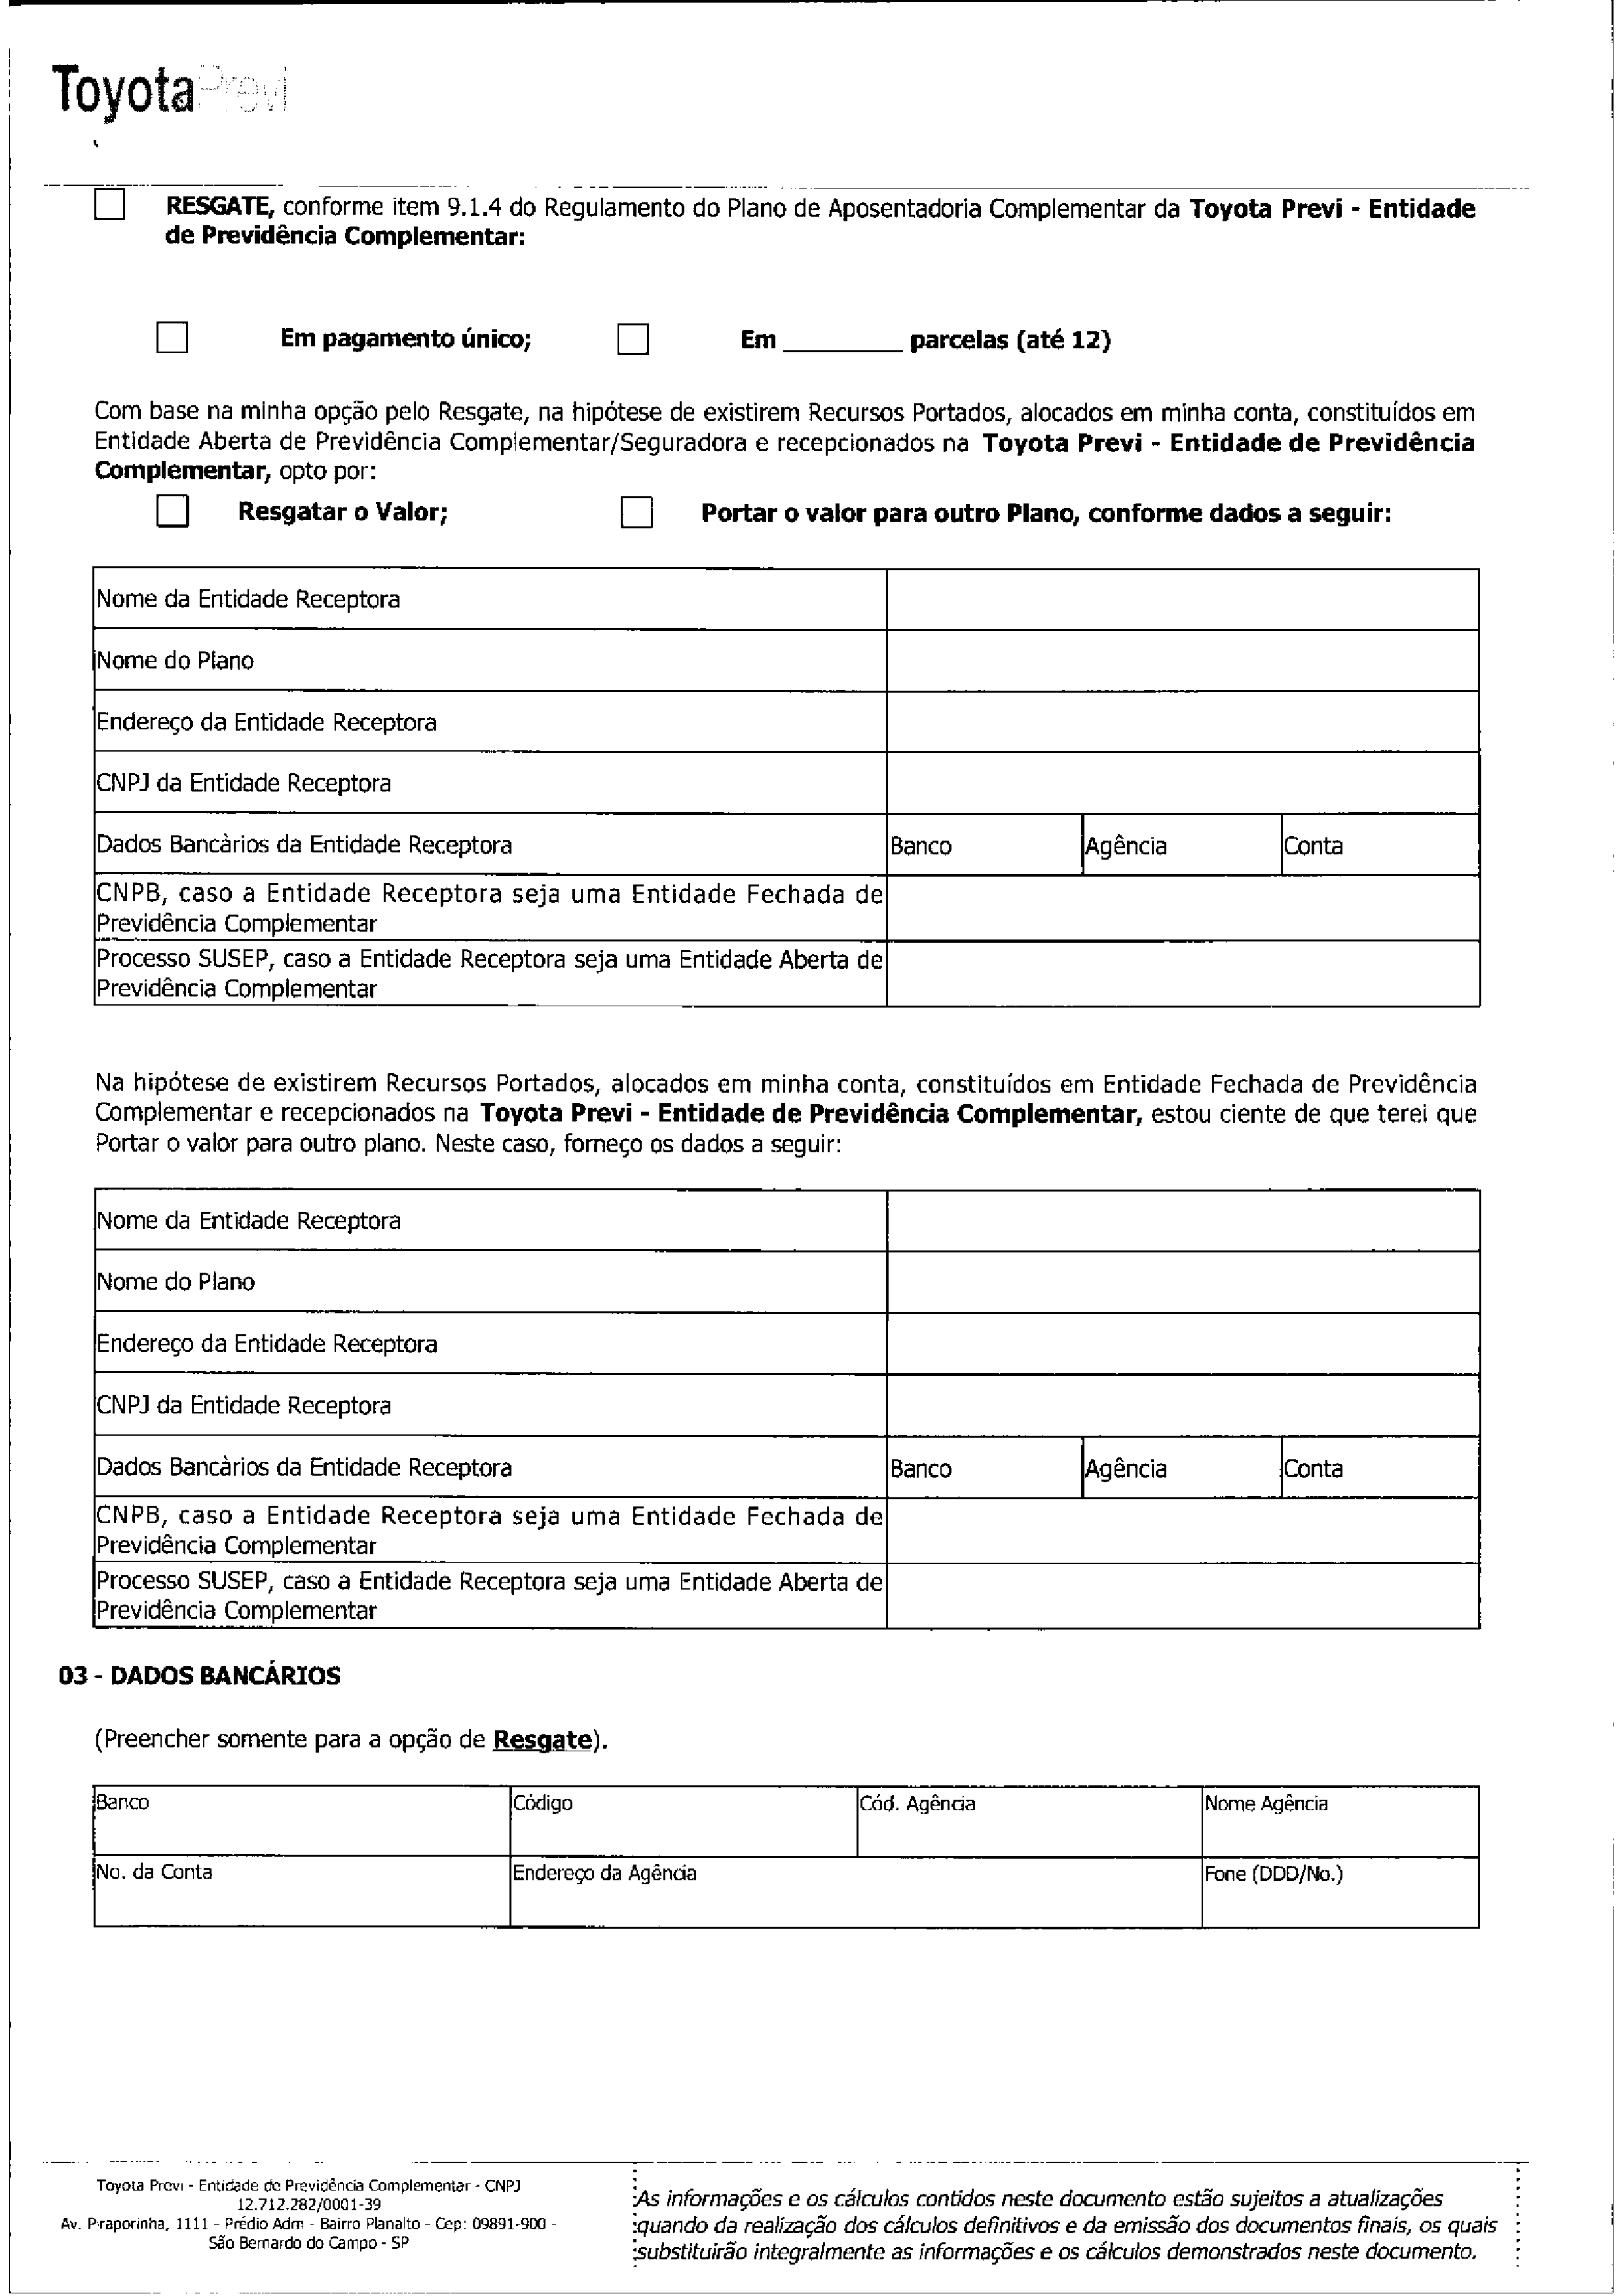 ToyotaPrevi
RESGATE, conforme item 9.1.4 do Regulamento do Plano de Aposentadoria Complementar da Toyota Previ - Entidade
de Previdência Complementar:
Em pagamento único;
Em ________ parcelas (até 12)
Com base na minha opção pelo Resgate, na hipótese de existirem Recursos Portados, alocados em minha conta, constituídos em
Entidade Aberta de Previdência Complementar/Seguradora e recepcionados na Toyota Previ - Entidade de Previdência
Complementar, opto por:
Resgatar o Valor;
Portar o valor para outro Plano, conforme dados a seguir:
Nome da Entidade Receptora
Nome do Plano
Endereço da Entidade Receptora
CNPJ da Entidade Receptora
Dados Bancàrios da Entidade Receptora
Banco
Agência
Conta
CNPB, caso a Entidade Receptora seja uma Entidade Fechada de
Previdência Complementar
Processo SUSEP, caso a Entidade Receptora seja uma Entidade Aberta de
Previdência Complementar
Na hipótese de existirem Recursos Portados, alocados em minha conta, constituídos em Entidade Fechada de Previdência
Complementar e recepcionados na Toyota Previ - Entidade de Previdência Complementar, estou ciente de que terei que
Portar o valor para outro plano. Neste caso, forneço os dados a seguir:
Nome da Entidade Receptora
Nome do Plano
Endereço da Entidade Receptora
CNPJ da Entidade Receptora
Dados Bancàrios da Entidade Receptora
Banco
Agência
Conta
CNPB, caso a Entidade Receptora seja uma Entidade Fechada de
Previdência Complementar
Processo SUSEP, caso a Entidade Receptora seja uma Entidade Aberta de
Previdência Complementar
03 - DADOS BANCÁRIOS
(Preencher somente para a opção de Resgate).
Banco
Código
Cód. Agência
Nome Agência
No. da Conta
Endereço da Agência
Fone (DDD/No.)
Toyota Previ - Entidade de Previdência Complementar - CNPJ
12.712.282/0001-39
Av. Piraporinha, 1111 - Prédio Adm - Bairro Planalto - Cep: 09891-900 -
São Bernardo do Campo - SP
As informações e os cálculos contidos neste documento estão sujeitos a atualizações
quando da realização dos cálculos definitivos e da emissão dos documentos finais, os quais
substituirão integralmente as informações e os cálculos demonstrados neste documento.